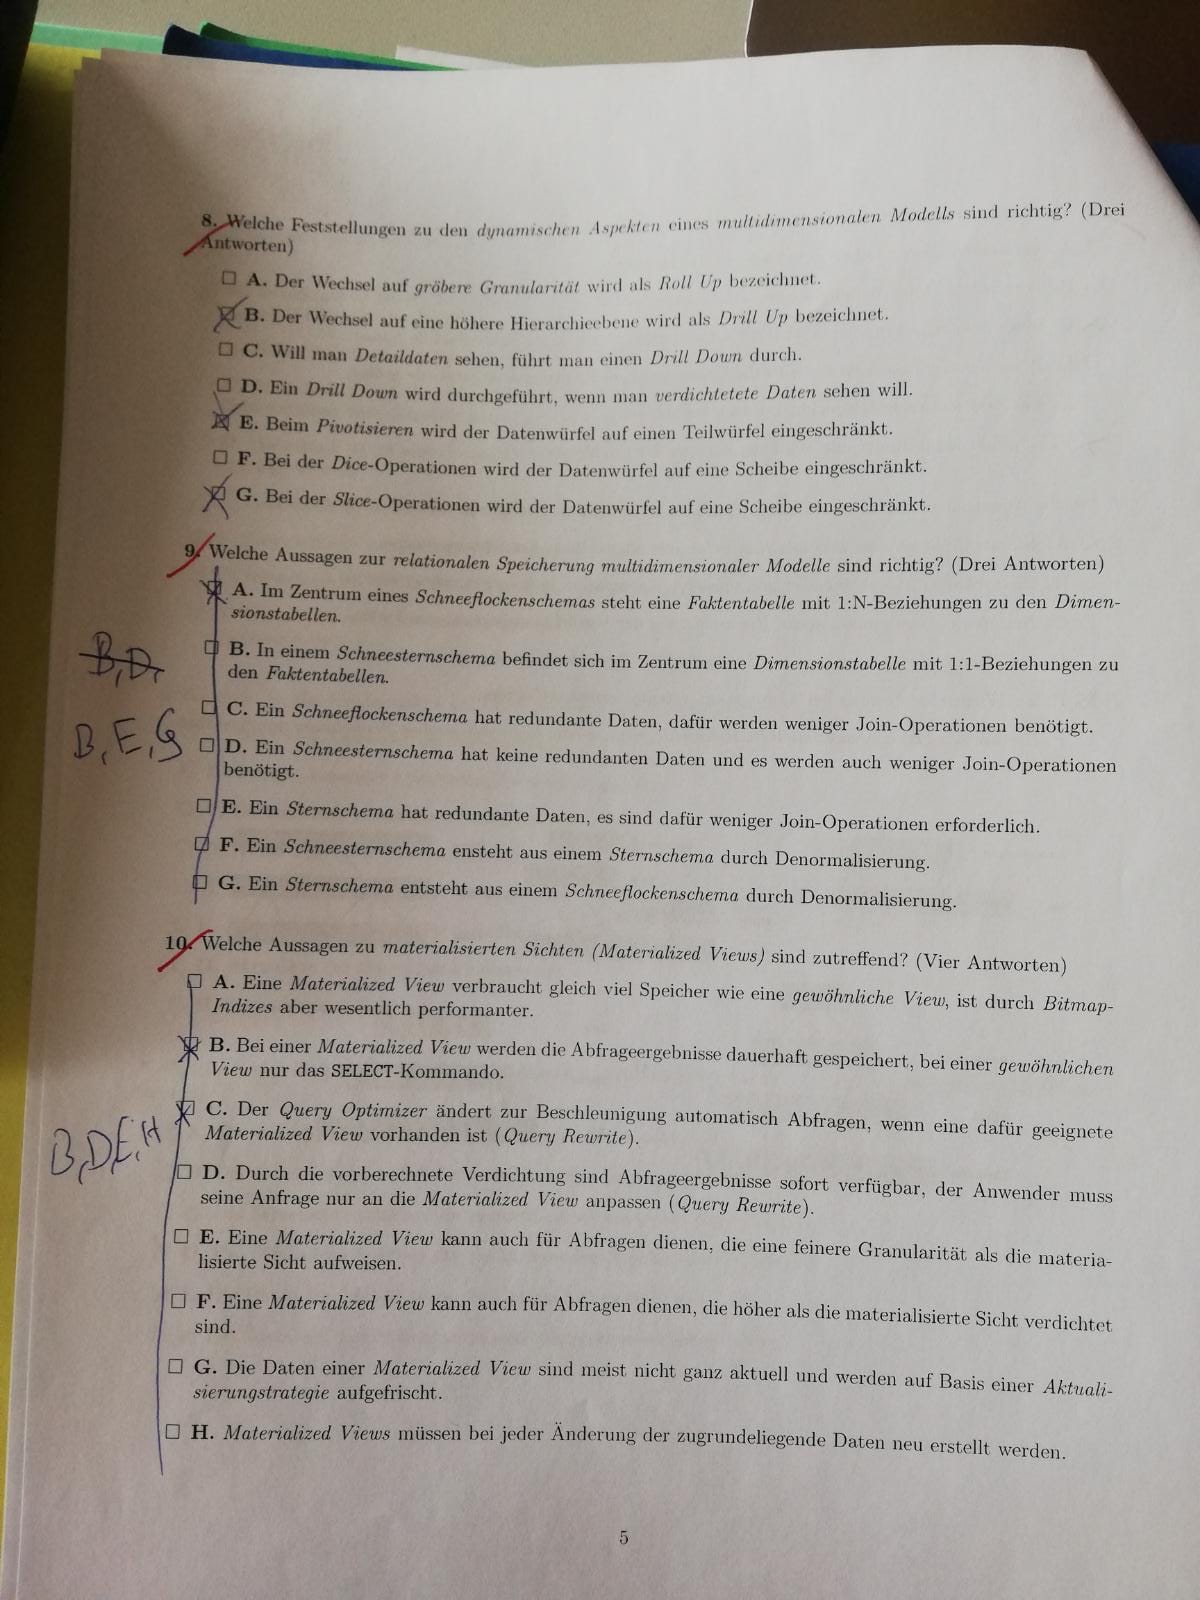 8. Welche Feststellungen zu den dynamischen Aspekten eines multidimensionalen Modells sind richtig? (Drei
Antworten)
☐ A. Der Wechsel auf gröbere Granularität wird als Roll Up bezeichnet.
☒ B. Der Wechsel auf eine höhere Hierarchieebene wird als Drill Up bezeichnet.
☐ C. Will man Detaildaten sehen, führt man einen Drill Down durch.
☐ D. Ein Drill Down wird durchgeführt, wenn man verdichtetete Daten sehen will.
☒ E. Beim Pivotisieren wird der Datenwürfel auf einen Teilwürfel eingeschränkt.
☐ F. Bei der Dice-Operationen wird der Datenwürfel auf eine Scheibe eingeschränkt.
☒ G. Bei der Slice-Operationen wird der Datenwürfel auf eine Scheibe eingeschränkt.
9. Welche Aussagen zur relationalen Speicherung multidimensionaler Modelle sind richtig? (Drei Antworten)
☒ A. Im Zentrum eines Schneeflockenschemas steht eine Faktentabelle mit 1:N-Beziehungen zu den Dimen-
sionstabellen.
B, D,
☐ B. In einem Schneesternschema befindet sich im Zentrum eine Dimensionstabelle mit 1:1-Beziehungen zu
den Faktentabellen.
☐ C. Ein Schneeflockenschema hat redundante Daten, dafür werden weniger Join-Operationen benötigt.
B, E, G
☐ D. Ein Schneesternschema hat keine redundanten Daten und es werden auch weniger Join-Operationen
benötigt.
☐ E. Ein Sternschema hat redundante Daten, es sind dafür weniger Join-Operationen erforderlich.
☐ F. Ein Schneesternschema ensteht aus einem Sternschema durch Denormalisierung.
☐ G. Ein Sternschema entsteht aus einem Schneeflockenschema durch Denormalisierung.
10. Welche Aussagen zu materialisierten Sichten (Materialized Views) sind zutreffend? (Vier Antworten)
☐ A. Eine Materialized View verbraucht gleich viel Speicher wie eine gewöhnliche View, ist durch Bitmap-
Indizes aber wesentlich performanter.
☒ B. Bei einer Materialized View werden die Abfrageergebnisse dauerhaft gespeichert, bei einer gewöhnlichen
View nur das SELECT-Kommando.
☒ C. Der Query Optimizer ändert zur Beschleunigung automatisch Abfragen, wenn eine dafür geeignete
Materialized View vorhanden ist (Query Rewrite).
B, D, E, H
☐ D. Durch die vorberechnete Verdichtung sind Abfrageergebnisse sofort verfügbar, der Anwender muss
seine Anfrage nur an die Materialized View anpassen (Query Rewrite).
☐ E. Eine Materialized View kann auch für Abfragen dienen, die eine feinere Granularität als die materia-
lisierte Sicht aufweisen.
☐ F. Eine Materialized View kann auch für Abfragen dienen, die höher als die materialisierte Sicht verdichtet
sind.
☐ G. Die Daten einer Materialized View sind meist nicht ganz aktuell und werden auf Basis einer Aktuali-
sierungstrategie aufgefrischt.
☐ H. Materialized Views müssen bei jeder Änderung der zugrundeliegende Daten neu erstellt werden.
5